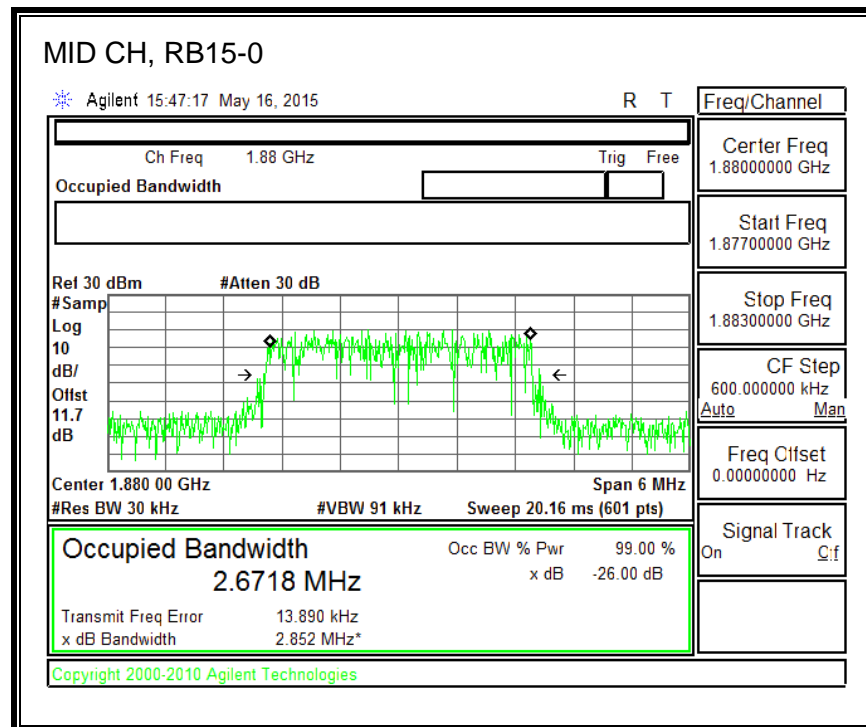 MID CH, RB15-0
Agilent 15:47:17 May 16, 2015 R T
Freq/Channel
Ch Freq 1.88 GHz Trig Free
Occupied Bandwidth
Center Freq
1.88000000 GHz
Start Freq
1.87700000 GHz
Stop Freq
1.88300000 GHz
CF Step
600.000000 kHz
Auto Man
Freq Offset
0.00000000 Hz
Signal Track
On Off
Ref 30 dBm #Atten 30 dB
#Samp
Log
10
dB/
Offst
11.7
dB
Center 1.880 00 GHz Span 6 MHz
#Res BW 30 kHz #VBW 91 kHz Sweep 20.16 ms (601 pts)
Occupied Bandwidth Occ BW % Pwr 99.00 %
2.6718 MHz x dB -26.00 dB
Transmit Freq Error 13.890 kHz
x dB Bandwidth 2.852 MHz*
Copyright 2000-2010 Agilent Technologies